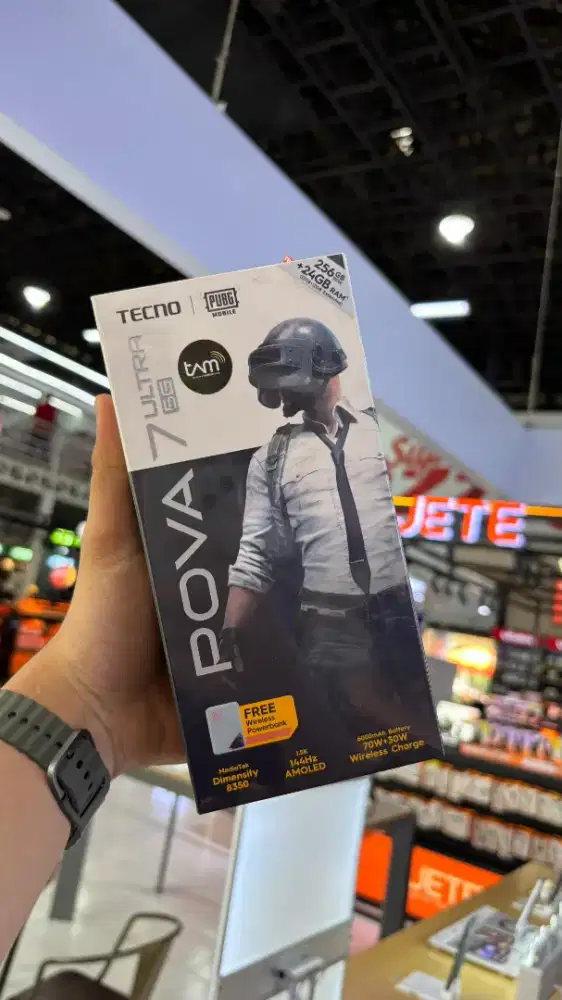 TECNO | PUBG
MOBILE
256GB
+24GB RAM*
7 ULTRA
5G
tam
POVA
FREE
Wireless
Powerbank
MediaTek
Dimensity
8350
1.5K
144Hz
AMOLED
6000mAh Battery
70W+30W
Wireless Charge
JETE
JETE